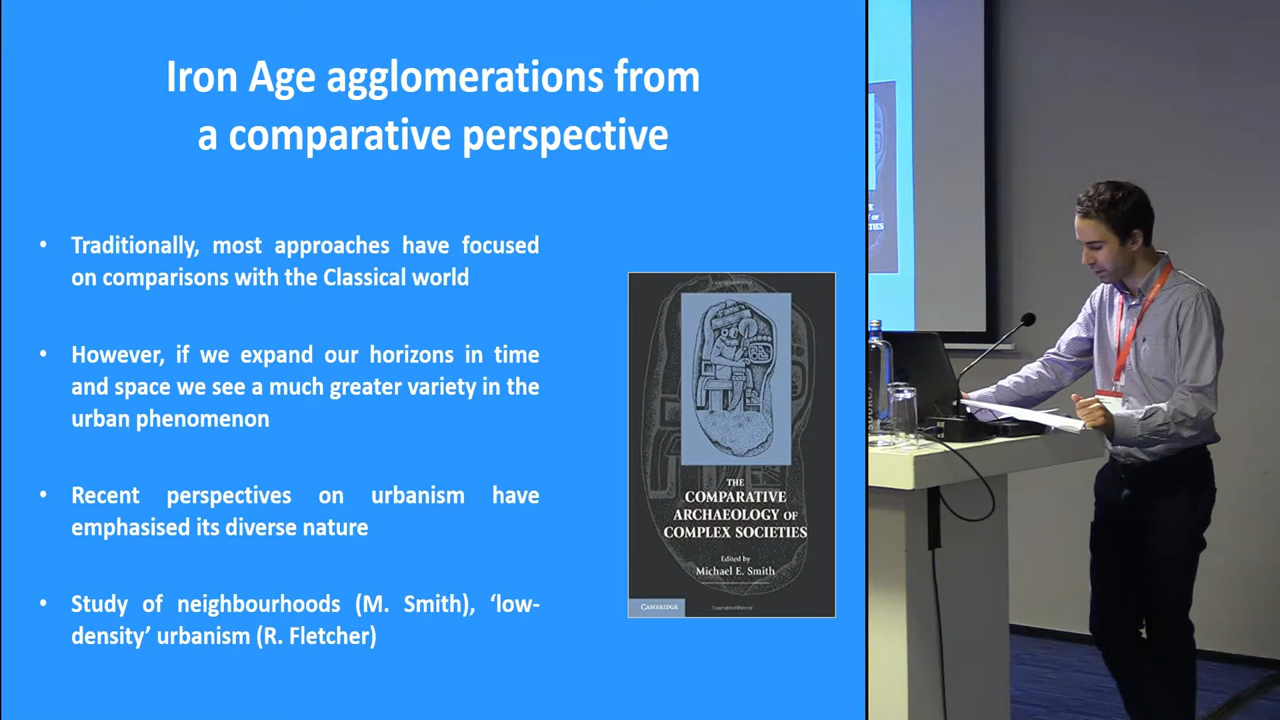 Iron Age agglomerations from
a comparative perspective
• Traditionally, most approaches have focused
on comparisons with the Classical world
• However, if we expand our horizons in time
and space we see a much greater variety in the
urban phenomenon
• Recent perspectives on urbanism have
emphasised its diverse nature
• Study of neighbourhoods (M. Smith), ‘low-
density’ urbanism (R. Fletcher)
THE
COMPARATIVE
ARCHAEOLOGY OF
COMPLEX SOCIETIES
Edited by
Michael E. Smith
CAMBRIDGE
Copyrighted Material